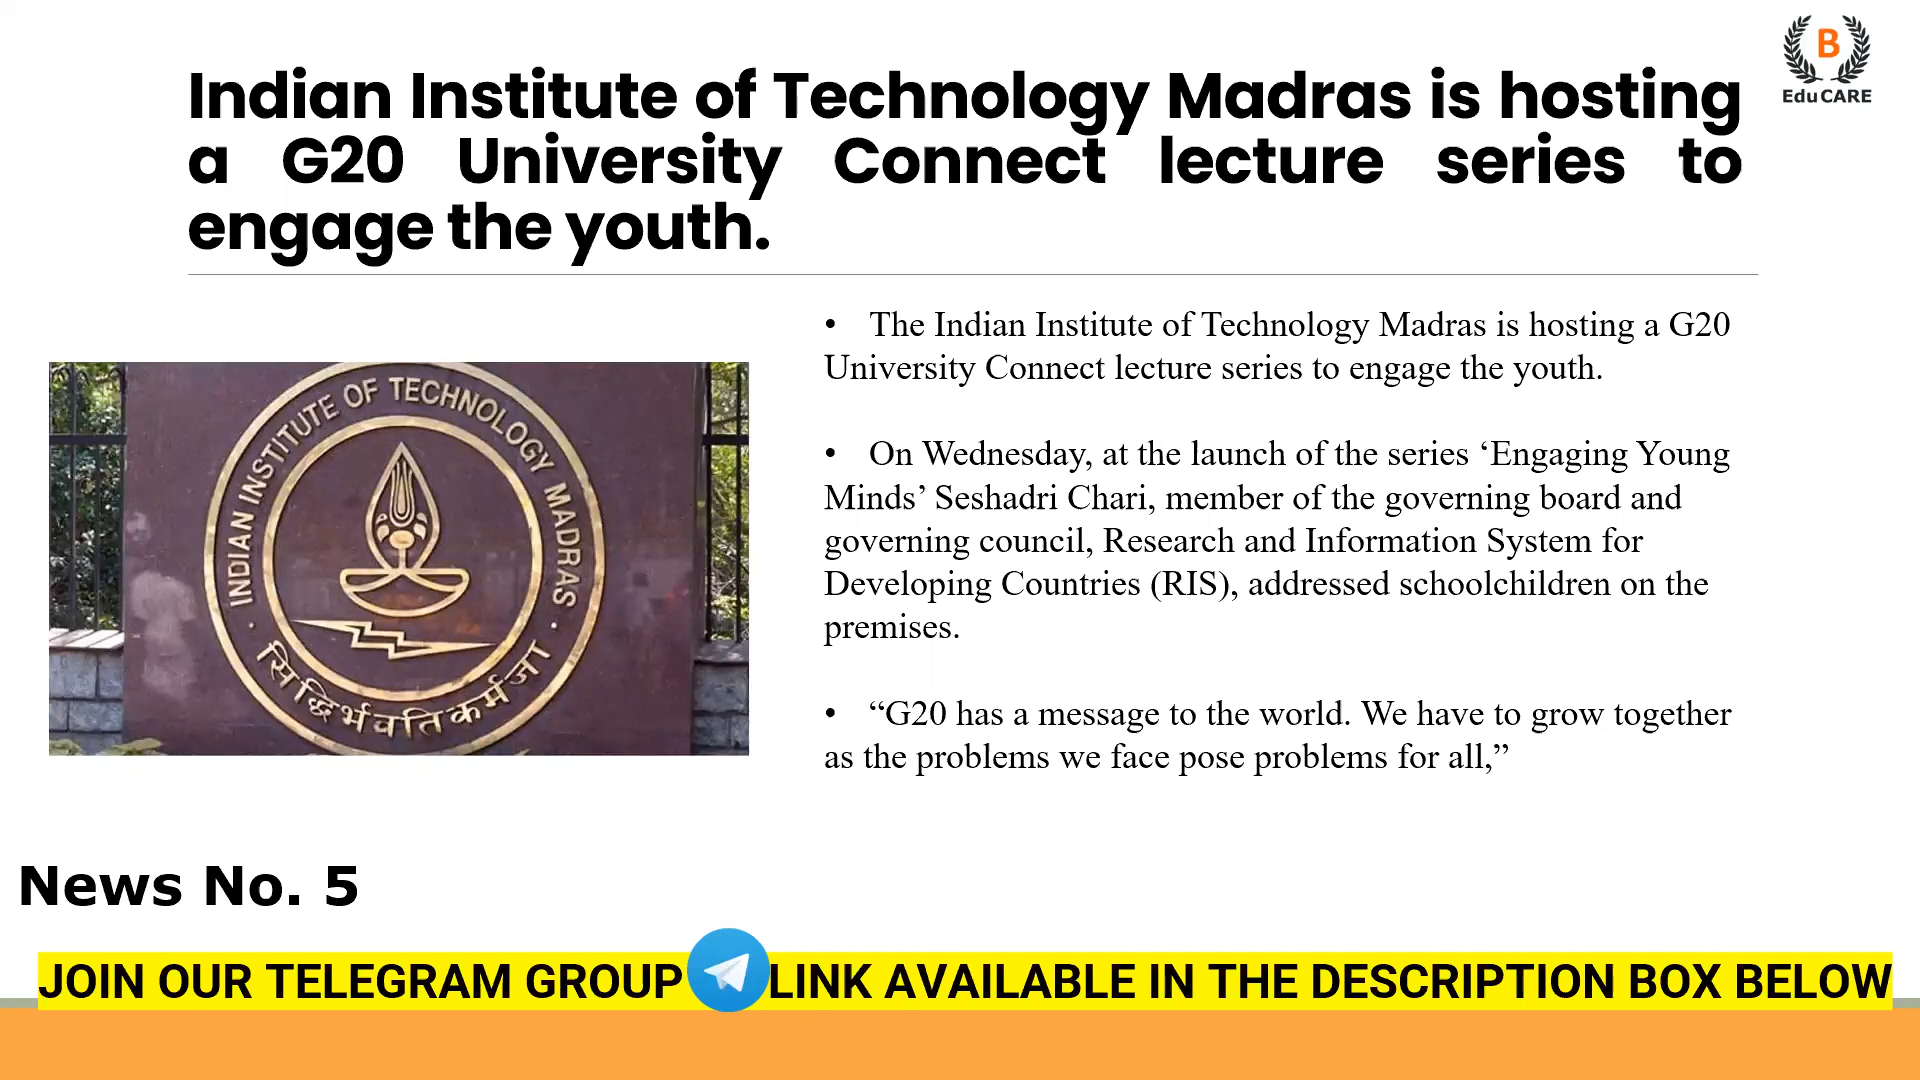 B
EduCARE
Indian Institute of Technology Madras is hosting
a G20 University Connect lecture series to
engage the youth.
• The Indian Institute of Technology Madras is hosting a G20
University Connect lecture series to engage the youth.
• On Wednesday, at the launch of the series ‘Engaging Young
Minds’ Seshadri Chari, member of the governing board and
governing council, Research and Information System for
Developing Countries (RIS), addressed schoolchildren on the
premises.
• “G20 has a message to the world. We have to grow together
as the problems we face pose problems for all,”
INDIAN INSTITUTE OF TECHNOLOGY MADRAS
सिद्धिर्भवति कर्मजा
News No. 5
JOIN OUR TELEGRAM GROUP LINK AVAILABLE IN THE DESCRIPTION BOX BELOW